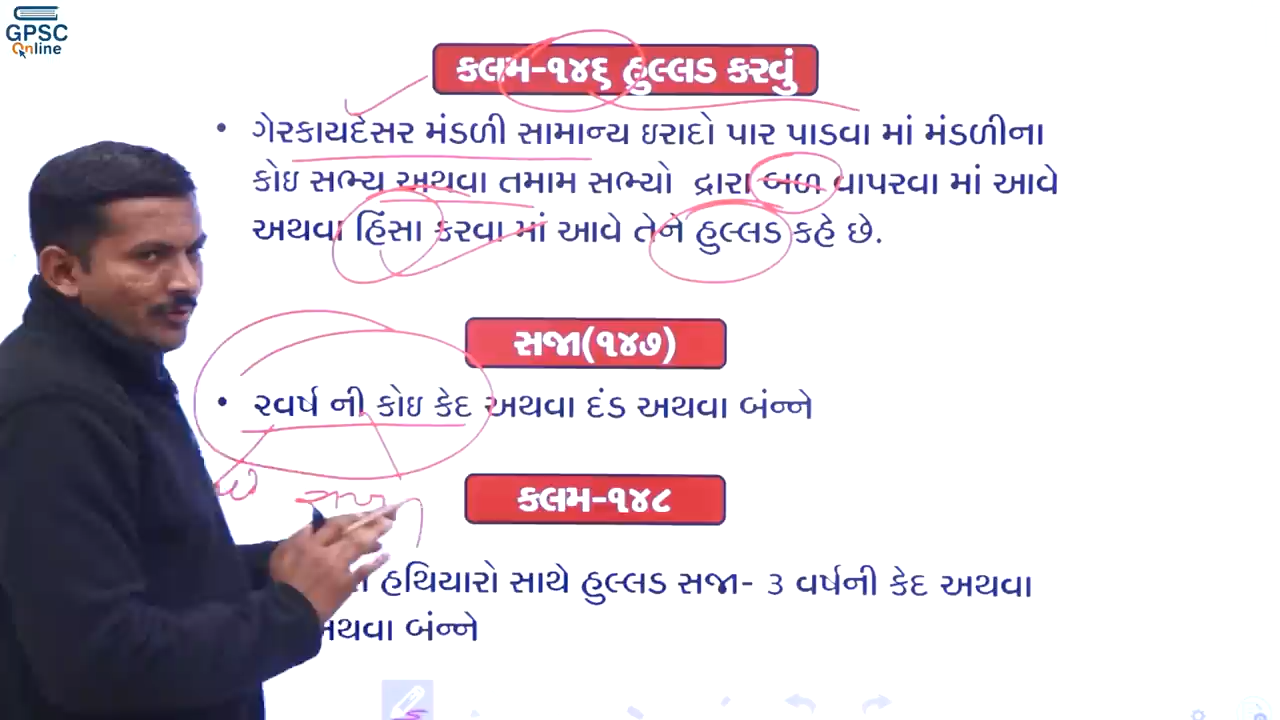 GPSC
Online
કલમ-૧૪૬ હુલ્લડ કરવું
• ગેરકાયદેસર મંડળી સામાન્ય ઇરાદો પાર પાડવા માં મંડળીના
કોઇ સભ્ય અથવા તમામ સભ્યો દ્રારા બળ વાપરવા માં આવે
અથવા હિંસા કરવા માં આવે તેને હુલ્લડ કહે છે.
સજા(૧૪૭)
• ૨વર્ષ ની કોઇ કેદ અથવા દંડ અથવા બંન્ને
કલમ-૧૪૮
હથિયારો સાથે હુલ્લડ સજા- 3 વર્ષની કેદ અથવા
અથવા બંન્ને